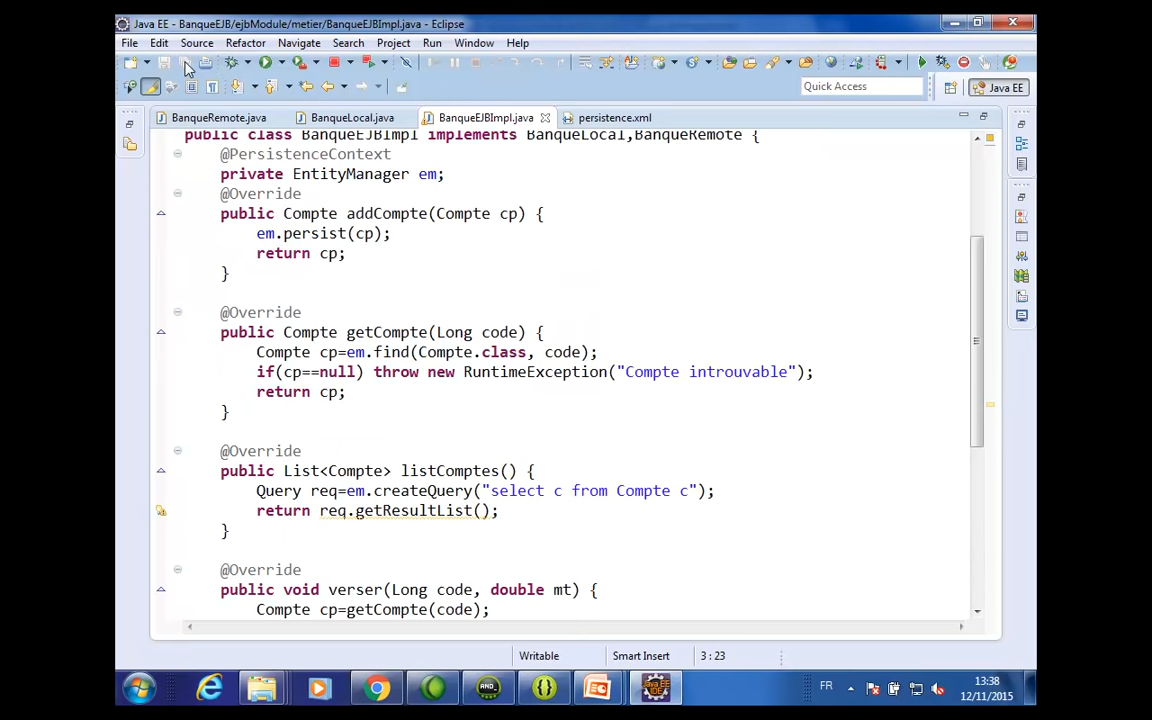 Java EE - BanqueEJB/ejbModule/metier/BanqueEJBImpl.java - Eclipse
File Edit Source Refactor Navigate Search Project Run Window Help
Quick Access
Java EE
BanqueRemote.java BanqueLocal.java BanqueEJBImpl.java persistence.xml
public class BanqueEJBImpl implements BanqueLocal,BanqueRemote {
@PersistenceContext
private EntityManager em;
@Override
public Compte addCompte(Compte cp) {
em.persist(cp);
return cp;
}
@Override
public Compte getCompte(Long code) {
Compte cp=em.find(Compte.class, code);
if(cp==null) throw new RuntimeException("Compte introuvable");
return cp;
}
@Override
public List<Compte> listComptes() {
Query req=em.createQuery("select c from Compte c");
return req.getResultList();
}
@Override
public void verser(Long code, double mt) {
Compte cp=getCompte(code);
Writable Smart Insert 3 : 23
FR 13:38
12/11/2015